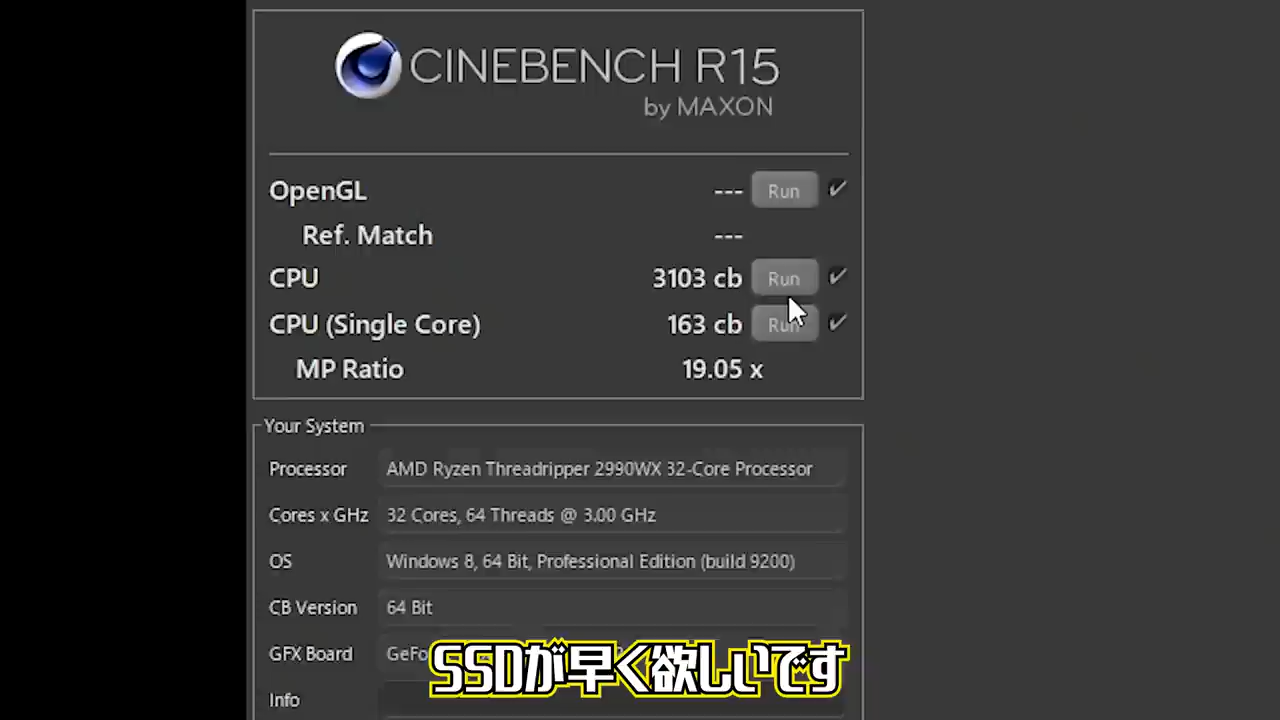 CINEBENCH R15
by MAXON
OpenGL --- Run
Ref. Match ---
CPU 3103 cb Run
CPU (Single Core) 163 cb Run
MP Ratio 19.05 x
Your System
Processor AMD Ryzen Threadripper 2990WX 32-Core Processor
Cores x GHz 32 Cores, 64 Threads @ 3.00 GHz
OS Windows 8, 64 Bit, Professional Edition (build 9200)
CB Version 64 Bit
GFX Board GeFo
SSDが早く欲しいです
Info